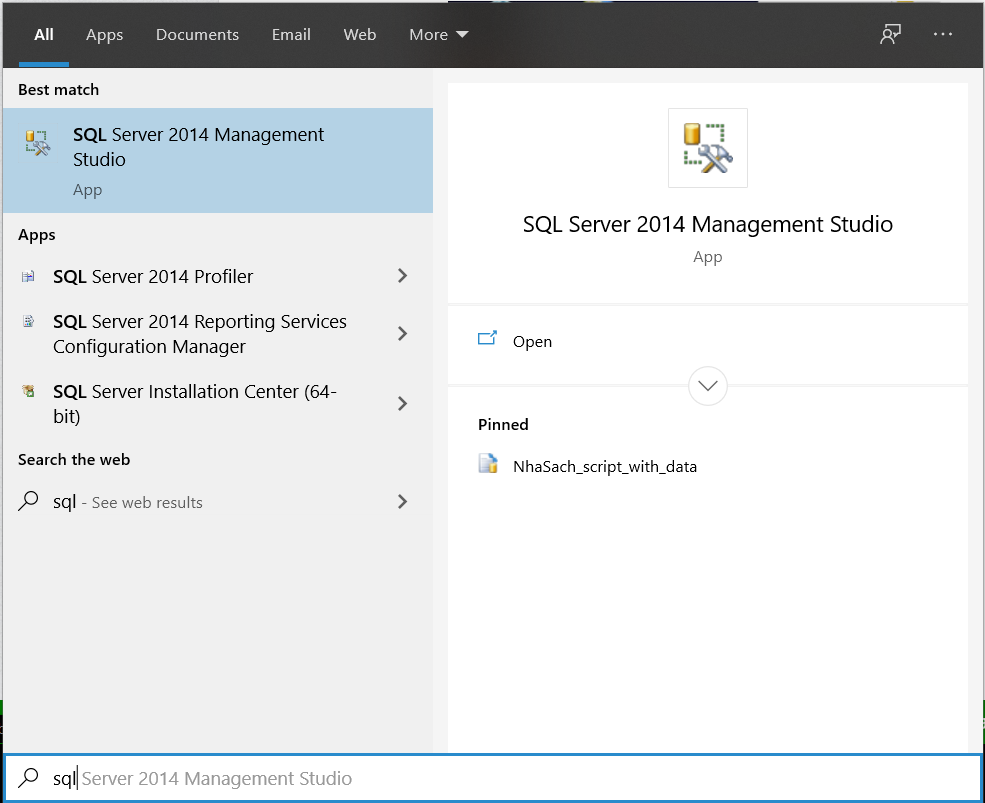 All Apps Documents Email Web More
Best match
SQL Server 2014 Management
Studio
App
Apps
SQL Server 2014 Profiler
SQL Server 2014 Reporting Services
Configuration Manager
SQL Server Installation Center (64-
bit)
Search the web
sql - See web results
SQL Server 2014 Management Studio
App
Open
Pinned
NhaSach_script_with_data
sql Server 2014 Management Studio